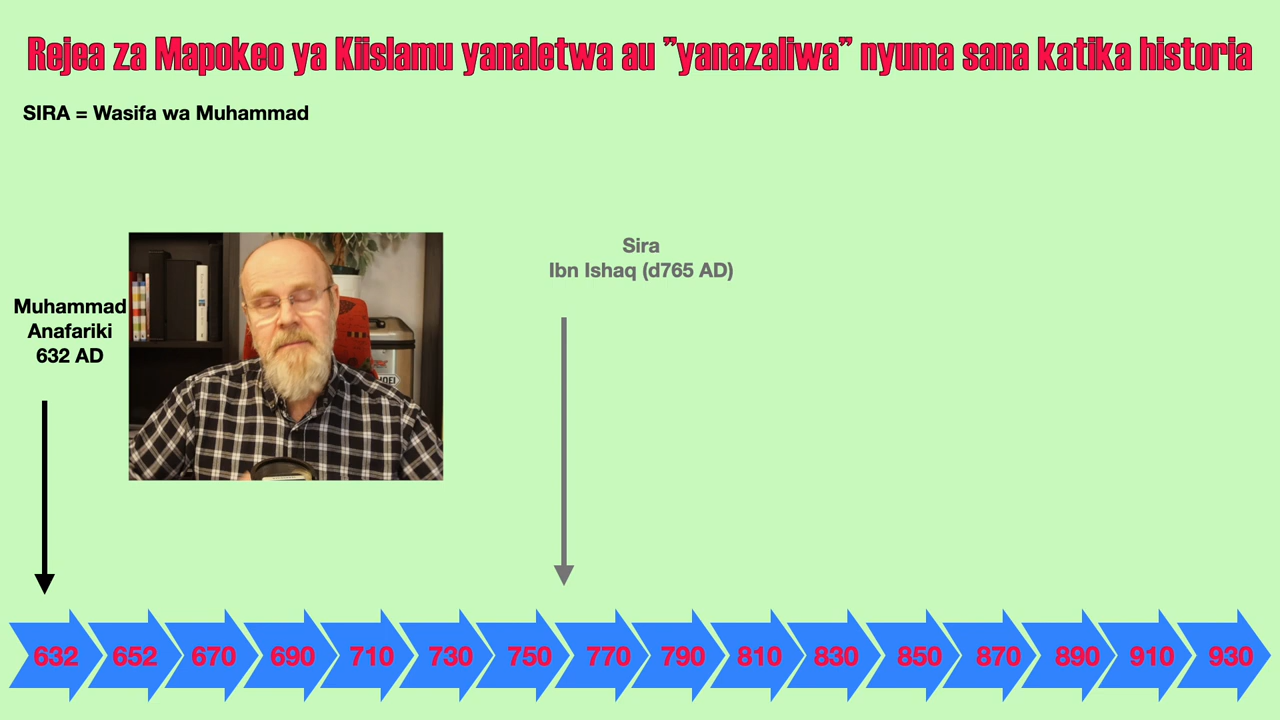 Rejea za Mapokeo ya Kiislamu yanaletwa au ”yanazaliwa” nyuma sana katika historia
SIRA = Wasifa wa Muhammad
Sira
Ibn Ishaq (d765 AD)
Muhammad
Anafariki
632 AD
632 652 670 690 710 730 750 770 790 810 830 850 870 890 910 930